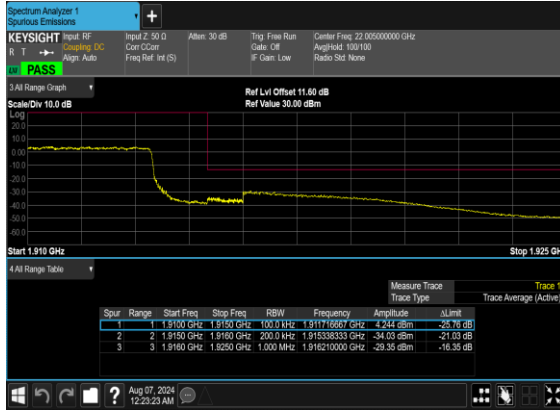 Spectrum Analyzer 1
Spurious Emissions
+
KEYSIGHT Input: RF Input Z: 50 Ω Atten: 30 dB Trig: Free Run Center Freq: 22.005000000 GHz
R T Coupling: DC Corr CCorr Gate: Off Avg|Hold: 100/100
Align: Auto Freq Ref: Int (S) IF Gain: Low Radio Std: None
PASS
3 All Range Graph Ref Lvl Offset 11.60 dB
Scale/Div 10.0 dB Ref Value 30.00 dBm
Log
20.0
10.0
0.00
-10.0
-20.0
-30.0
-40.0
-50.0
-60.0
Start 1.910 GHz Stop 1.925 GH
4 All Range Table
Measure Trace Trace 1
Trace Type Trace Average (Active)
Spur Range Start Freq Stop Freq RBW Frequency Amplitude ΔLimit
1 1 1.9100 GHz 1.9150 GHz 100.0 kHz 1.911716667 GHz 4.244 dBm -25.76 dB
2 2 1.9150 GHz 1.9160 GHz 200.0 kHz 1.915338333 GHz -34.03 dBm -21.03 dB
3 3 1.9160 GHz 1.9250 GHz 1.000 MHz 1.916210000 GHz -29.35 dBm -16.35 dB
? Aug 07, 2024
12:23:23 AM